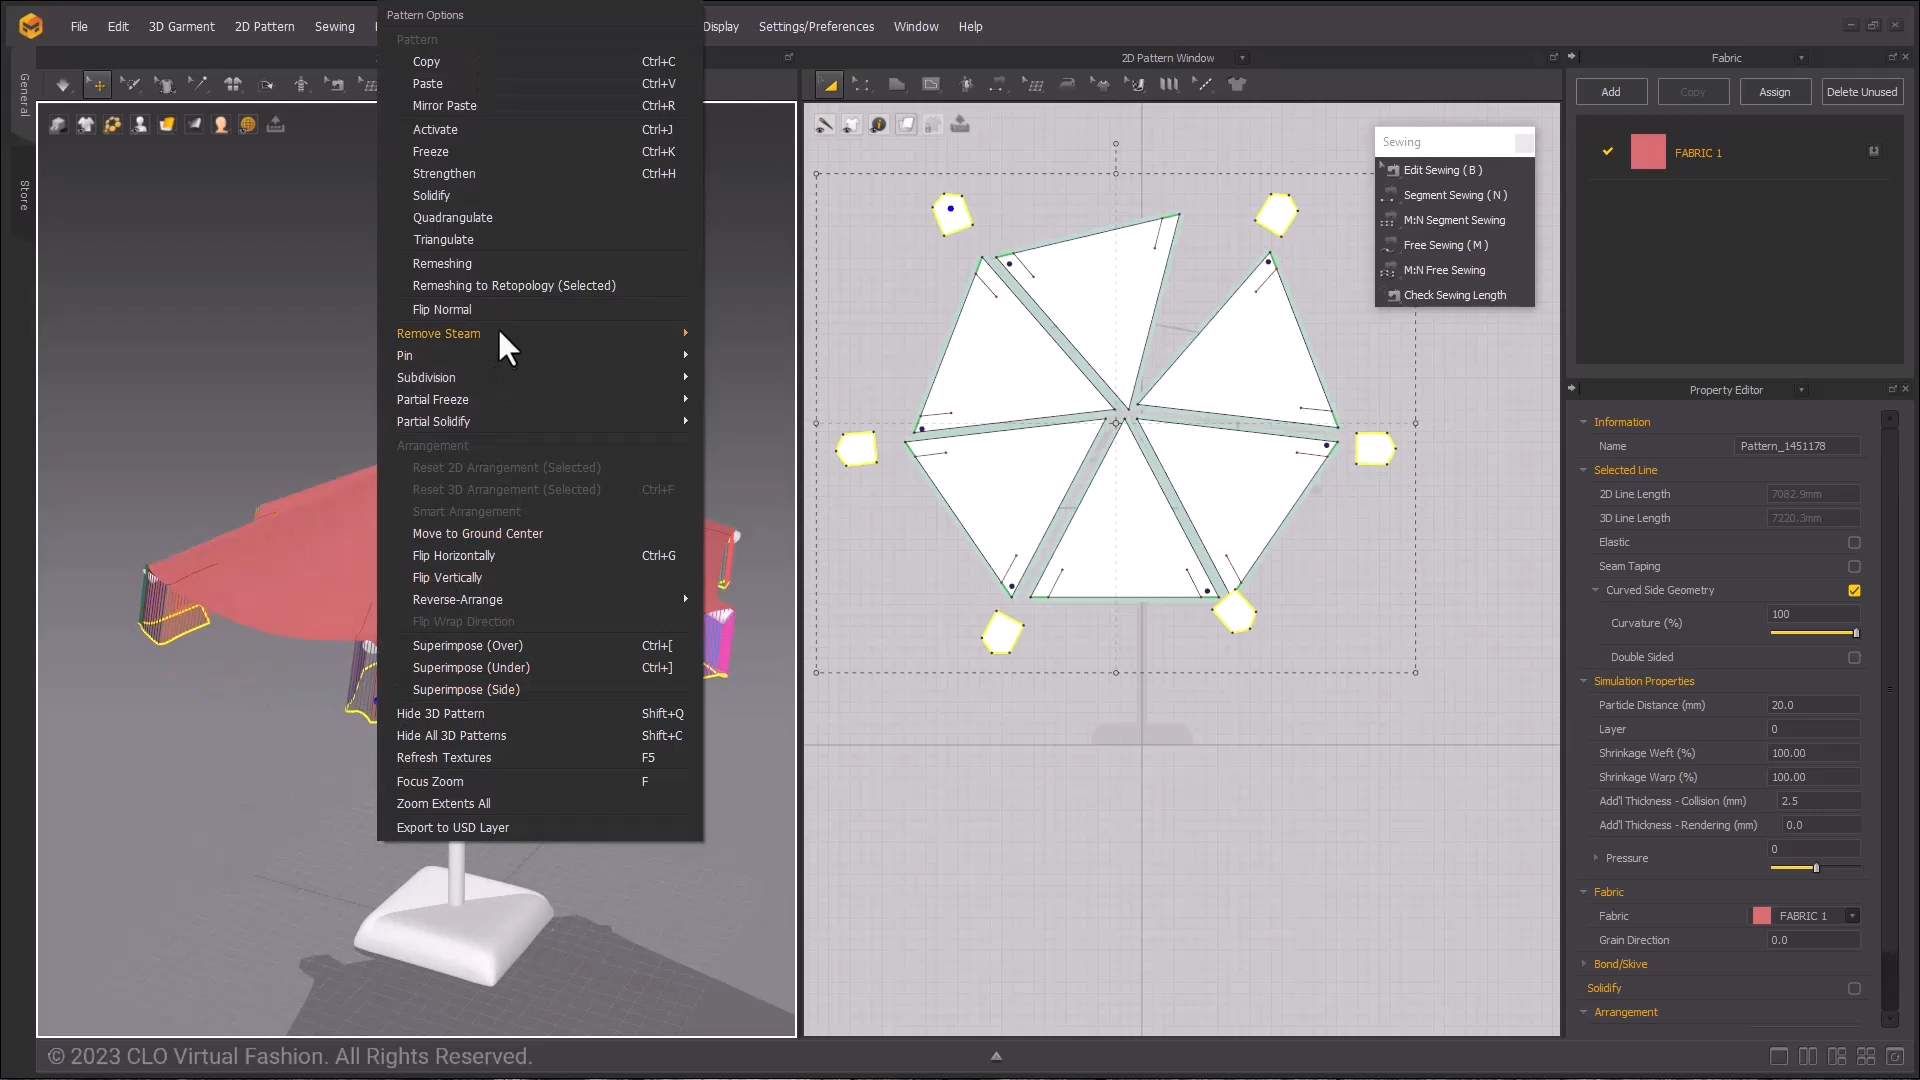 File Edit 3D Garment 2D Pattern Sewing Display Settings/Preferences Window Help
General
Store
Pattern Options
Pattern
Copy Ctrl+C
Paste Ctrl+V
Mirror Paste Ctrl+R
Activate Ctrl+J
Freeze Ctrl+K
Strengthen Ctrl+H
Solidify
Quadrangulate
Triangulate
Remeshing
Remeshing to Retopology (Selected)
Flip Normal
Remove Steam
Pin
Subdivision
Partial Freeze
Partial Solidify
Arrangement
Reset 2D Arrangement (Selected)
Reset 3D Arrangement (Selected) Ctrl+F
Smart Arrangement
Move to Ground Center
Flip Horizontally Ctrl+G
Flip Vertically
Reverse-Arrange
Flip Wrap Direction
Superimpose (Over) Ctrl+[
Superimpose (Under) Ctrl+]
Superimpose (Side)
Hide 3D Pattern Shift+Q
Hide All 3D Patterns Shift+C
Refresh Textures F5
Focus Zoom F
Zoom Extents All
Export to USD Layer
2D Pattern Window
Sewing
Edit Sewing ( B )
Segment Sewing ( N )
M:N Segment Sewing
Free Sewing ( M )
M:N Free Sewing
Check Sewing Length
Fabric
Add Copy Assign Delete Unused
FABRIC 1
Property Editor
Information
Name Pattern_1451178
Selected Line
2D Line Length 7082.9mm
3D Line Length 7220.3mm
Elastic
Seam Taping
Curved Side Geometry
Curvature (%) 100
Double Sided
Simulation Properties
Particle Distance (mm) 20.0
Layer 0
Shrinkage Weft (%) 100.00
Shrinkage Warp (%) 100.00
Add'l Thickness - Collision (mm) 2.5
Add'l Thickness - Rendering (mm) 0.0
Pressure 0
Fabric
Fabric FABRIC 1
Grain Direction 0.0
Bond/Skive
Solidify
Arrangement
© 2023 CLO Virtual Fashion. All Rights Reserved.